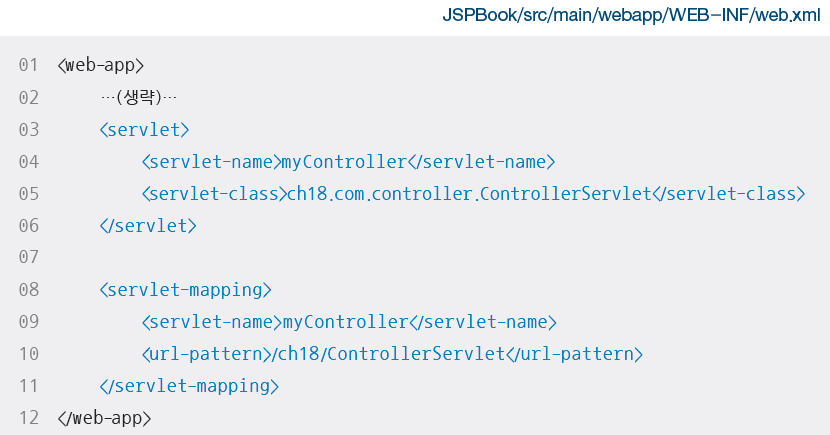 JSPBook/src/main/webapp/WEB-INF/web.xml
01 <web-app>
02 …(생략)…
03 <servlet>
04 <servlet-name>myController</servlet-name>
05 <servlet-class>ch18.com.controller.ControllerServlet</servlet-class>
06 </servlet>
07
08 <servlet-mapping>
09 <servlet-name>myController</servlet-name>
10 <url-pattern>/ch18/ControllerServlet</url-pattern>
11 </servlet-mapping>
12 </web-app>